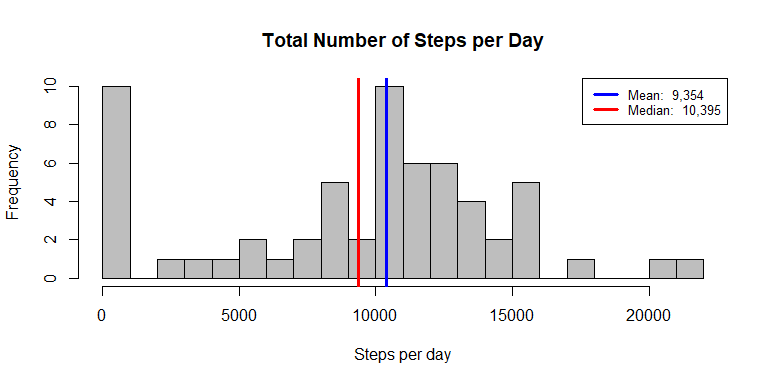 Total Number of Steps per Day
Mean: 9,354
Median: 10,395
Frequency
10
8
6
4
2
0
0 5000 10000 15000 20000
Steps per day